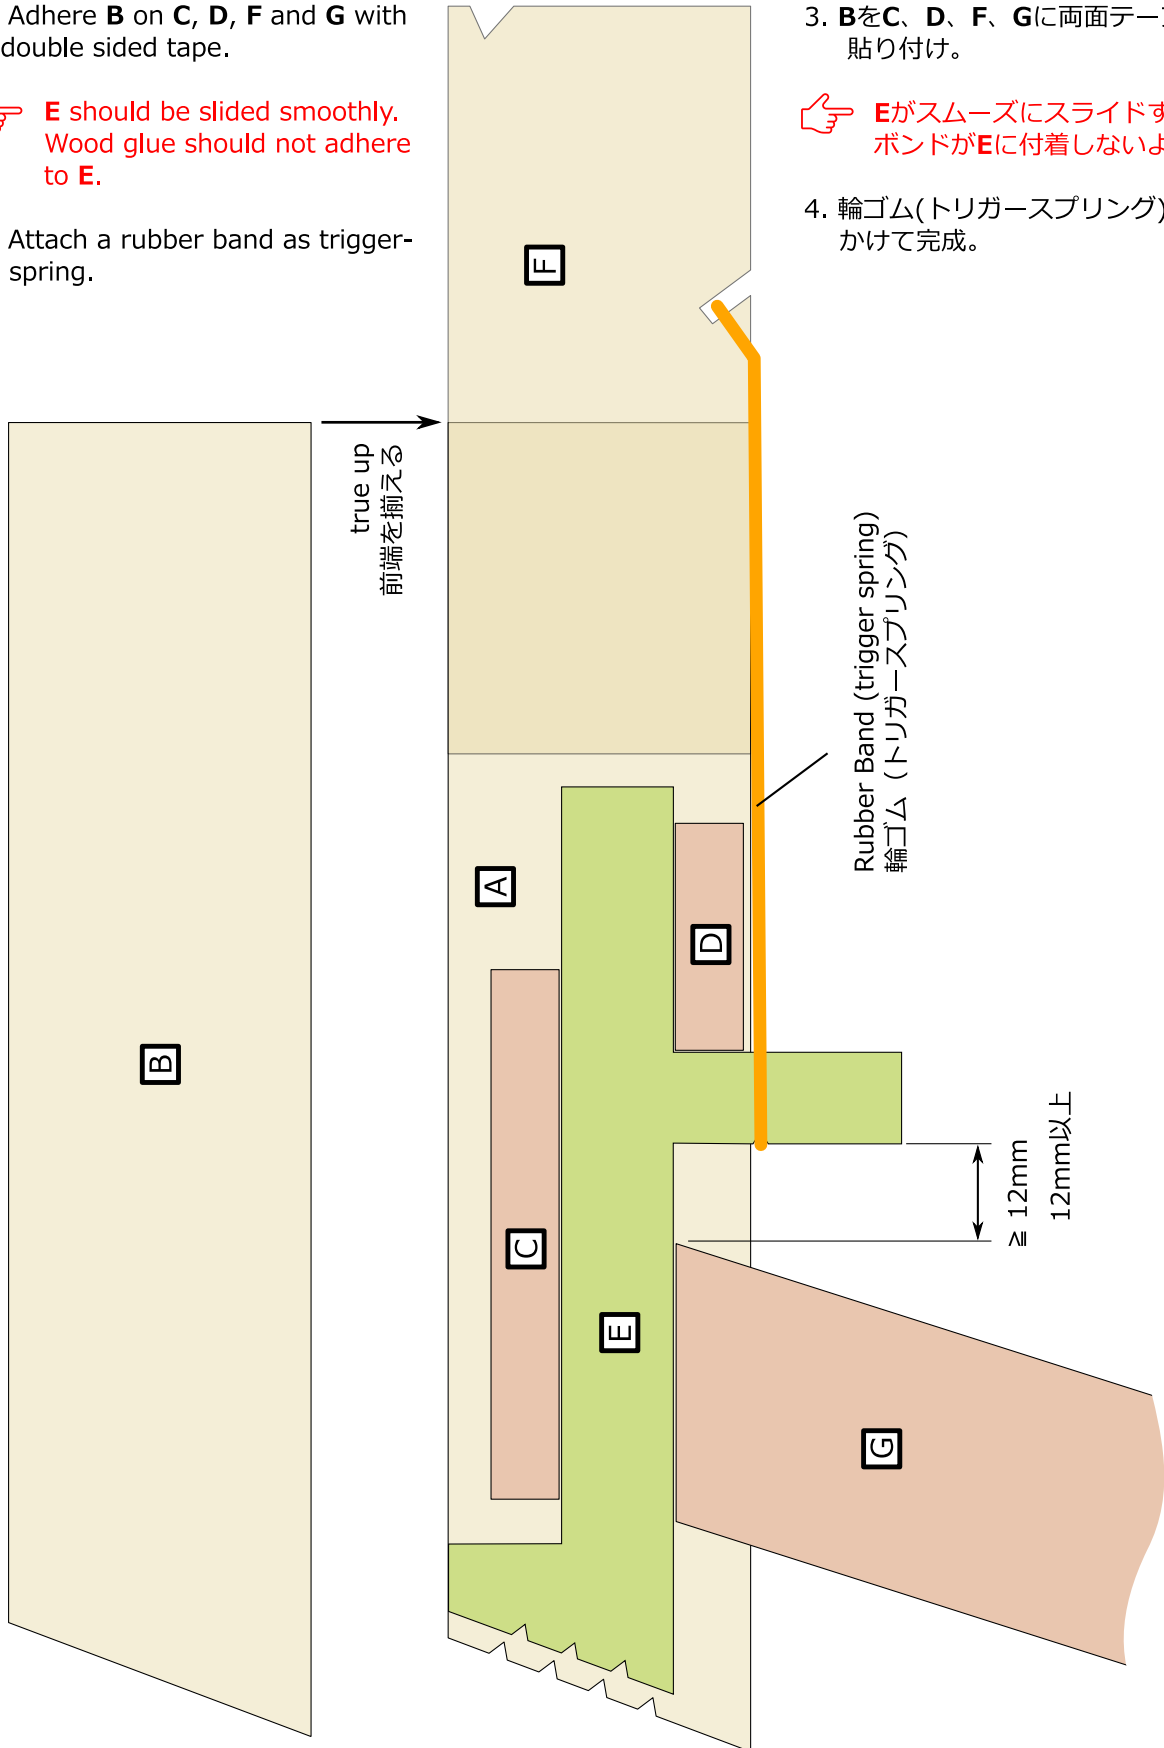 Adhere B on C, D, F and G with
double sided tape.
E should be slided smoothly.
Wood glue should not adhere
to E.
Attach a rubber band as trigger-
spring.
3. BをC、D、F、Gに両面テー
貼り付け。
Eがスムーズにスライドす
ボンドがEに付着しないよ
4. 輪ゴム(トリガースプリング)
かけて完成。
F
true up
前端を揃える
Rubber Band (trigger spring)
輪ゴム（トリガースプリング）
A
D
B
C
E
G
≧ 12mm
12mm以上